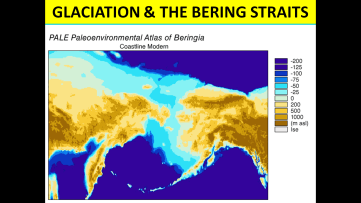 GLACIATION & THE BERING STRAITS
PALE Paleoenvironmental Atlas of Beringia
Coastline Modern
-200
-125
-100
-75
-50
-25
0
200
500
1000
(m asl)
Ise